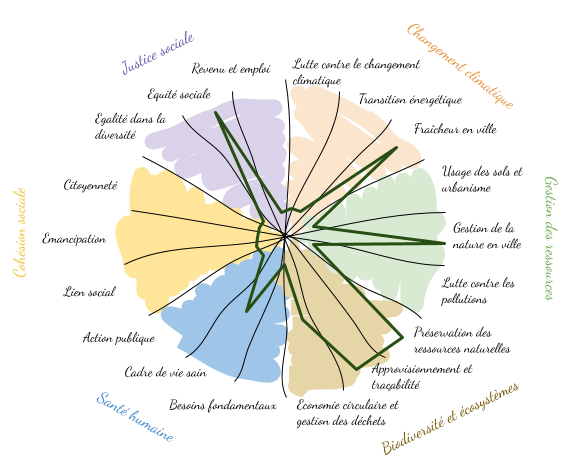 Justice sociale
Changement climatique
Revenu et emploi
Lutte contre le changement
climatique
Equité sociale
Transition énergétique
Egalité dans la
diversité
Fraîcheur en ville
Citoyenneté
Usage des sols et
urbanisme
Cohésion sociale
Emancipation
Gestion de la
nature en ville
Gestion des ressources
Lien social
Lutte contre les
pollutions
Action publique
Préservation des
ressources naturelles
Cadre de vie sain
Approvisionnement et
traçabilité
Besoins fondamentaux
Economie circulaire et
gestion des déchets
Santé humaine
Biodiversité et écosystèmes